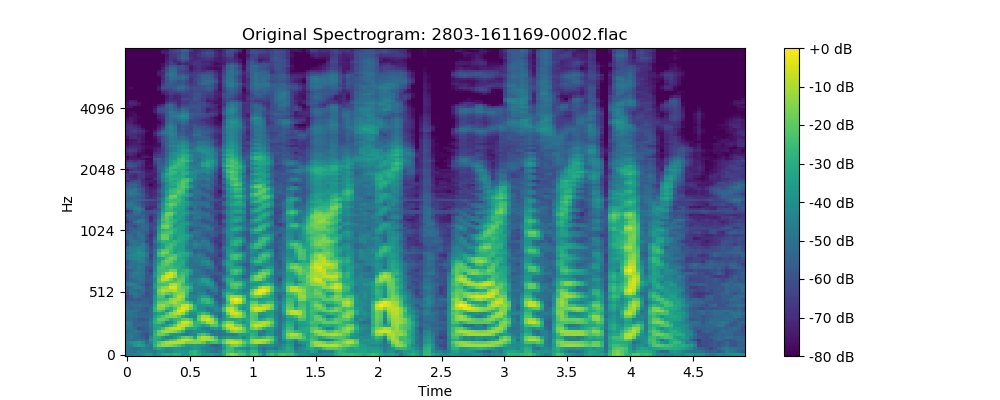 Original Spectrogram: 2803-161169-0002.flac
Hz
4096
2048
1024
512
0
0 0.5 1 1.5 2 2.5 3 3.5 4 4.5
Time
+0 dB
-10 dB
-20 dB
-30 dB
-40 dB
-50 dB
-60 dB
-70 dB
-80 dB